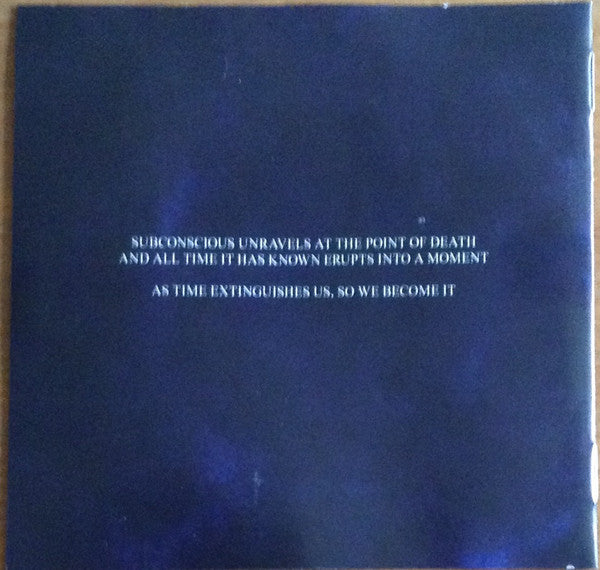 SUBCONSCIOUS UNRAVELS AT THE POINT OF DEATH
AND ALL TIME IT HAS KNOWN ERUPTS INTO A MOMENT
AS TIME EXTINGUISHES US, SO WE BECOME IT